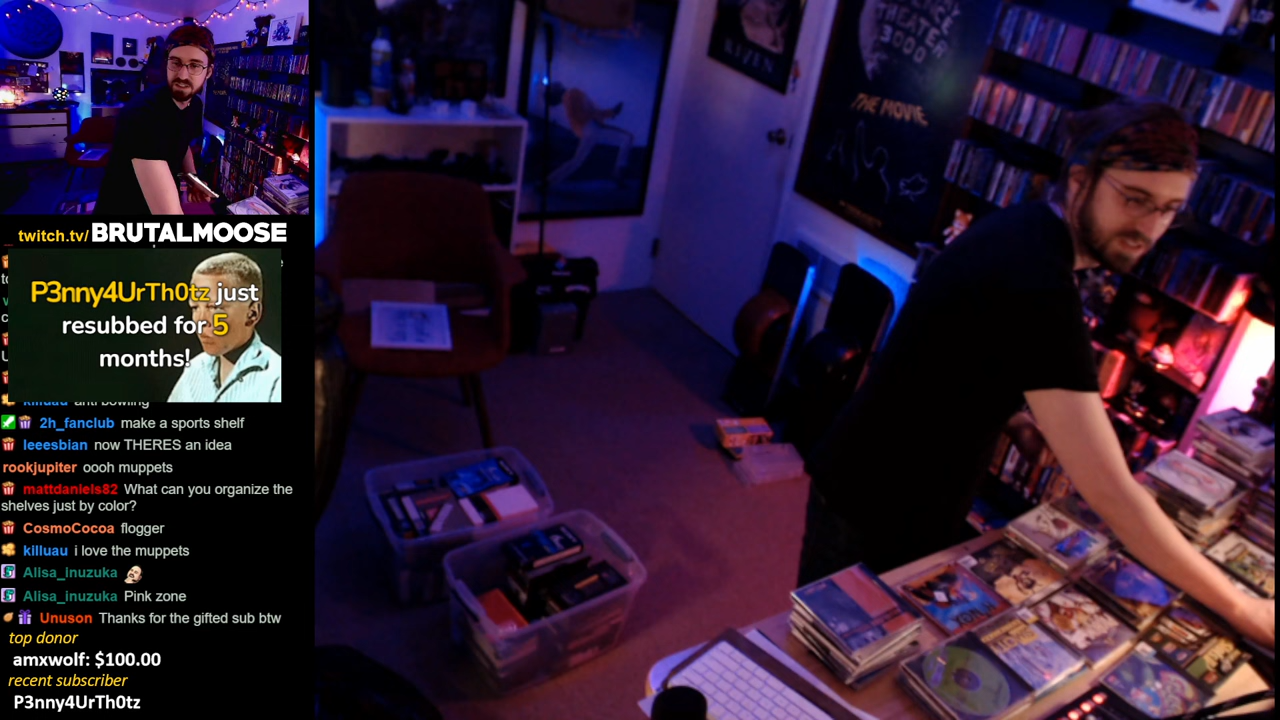 twitch.tv/BRUTALMOOSE
P3nny4UrTh0tz just
resubbed for 5
months!
killuau anti bowling
2h_fanclub make a sports shelf
leeesbian now THERES an idea
rookjupiter oooh muppets
mattdaniels82 What can you organize the
shelves just by color?
CosmoCocoa flogger
killuau i love the muppets
Alisa_inuzuka
Alisa_inuzuka Pink zone
Unuson Thanks for the gifted sub btw
top donor
amxwolf: $100.00
recent subscriber
P3nny4UrTh0tz
THEATER
3000
THE MOVIE